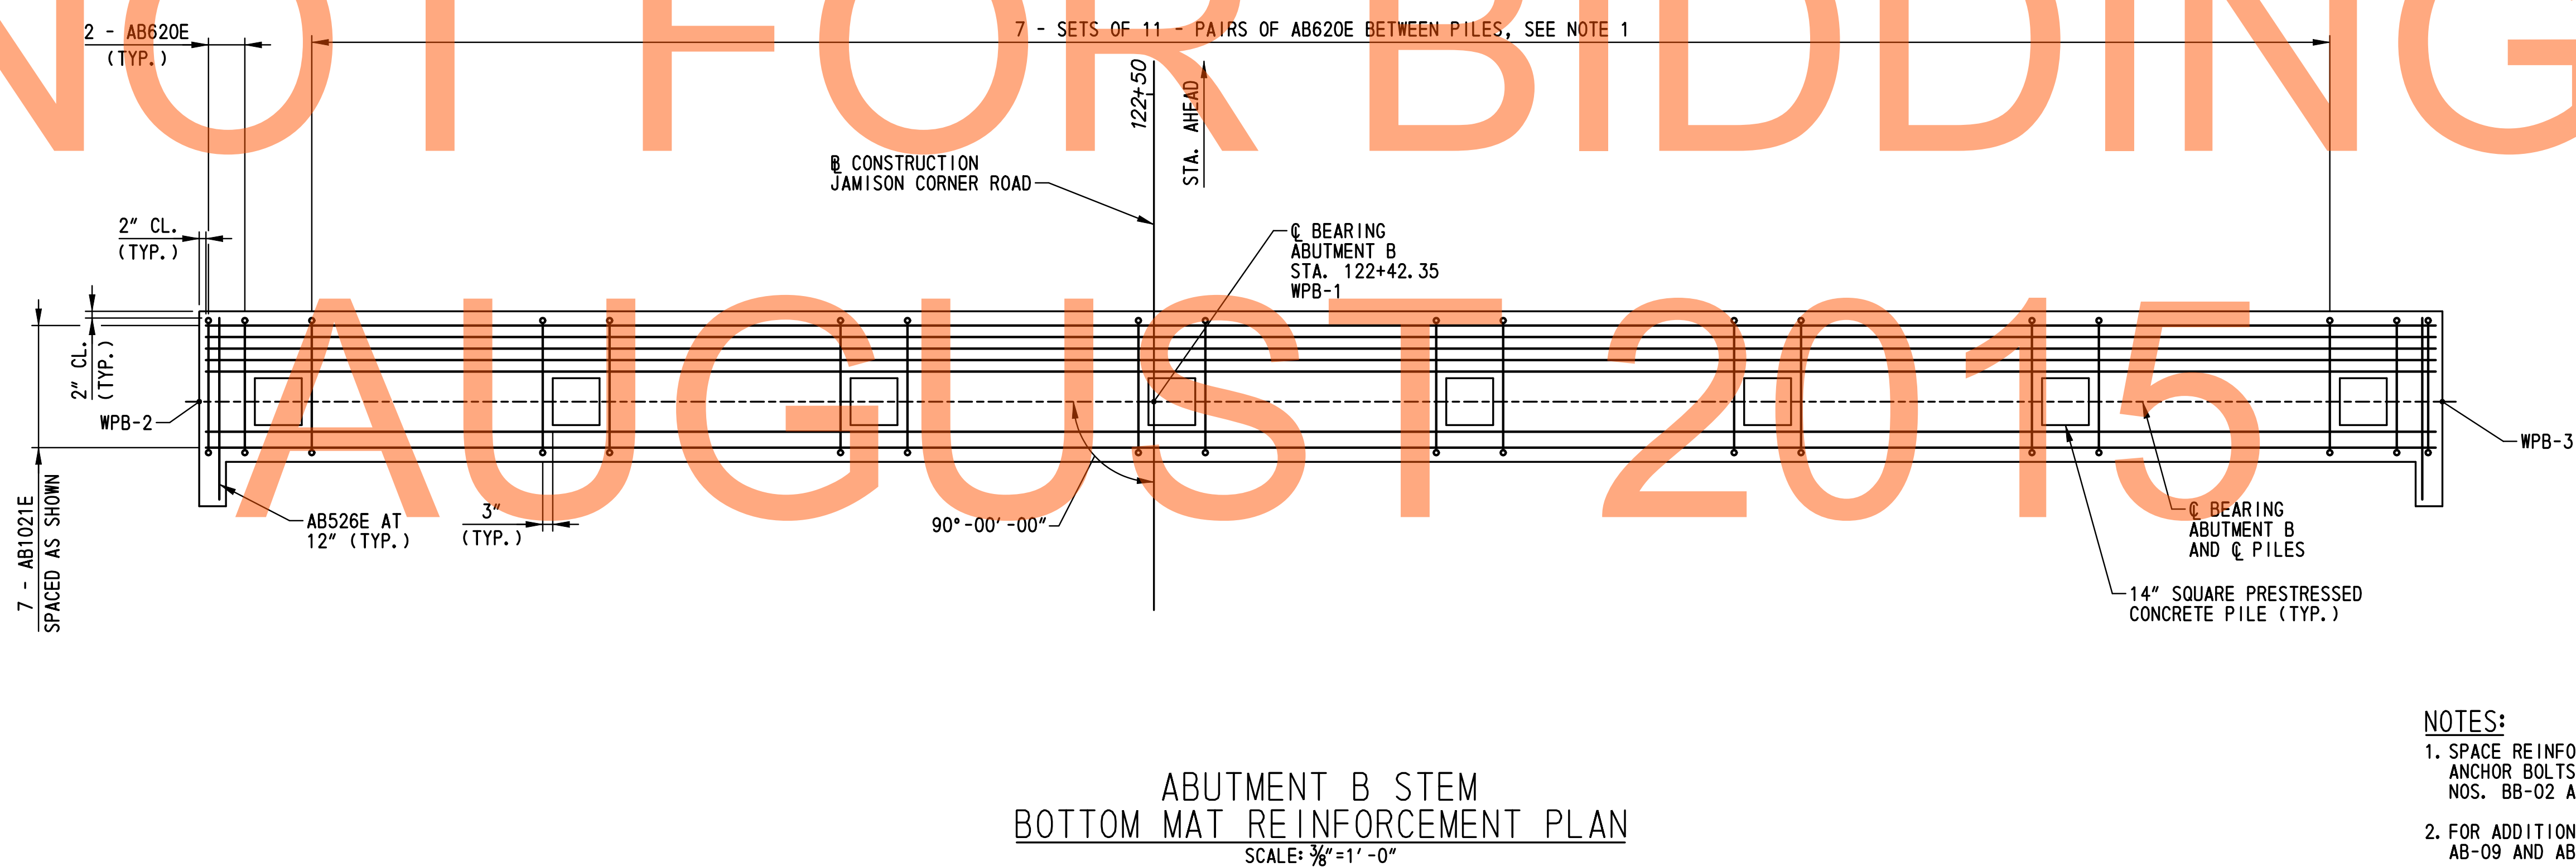 NOT FOR BIDDING
AUGUST 2015
2 - AB620E
(TYP.)
7 - SETS OF 11 - PAIRS OF AB620E BETWEEN PILES, SEE NOTE 1
122+50
STA. AHEAD
℄ CONSTRUCTION
JAMISON CORNER ROAD
2" CL.
(TYP.)
℄ BEARING
ABUTMENT B
STA. 122+42.35
WPB-1
2" CL.
(TYP.)
WPB-2
WPB-3
7 - AB1021E
SPACED AS SHOWN
AB526E AT
12" (TYP.)
3"
(TYP.)
90°-00'-00"
℄ BEARING
ABUTMENT B
AND ℄ PILES
14" SQUARE PRESTRESSED
CONCRETE PILE (TYP.)
ABUTMENT B STEM
BOTTOM MAT REINFORCEMENT PLAN
SCALE: ⅜"=1'-0"
NOTES:
1. SPACE REINFO
ANCHOR BOLTS
NOS. BB-02 A
2. FOR ADDITION
AB-09 AND AB